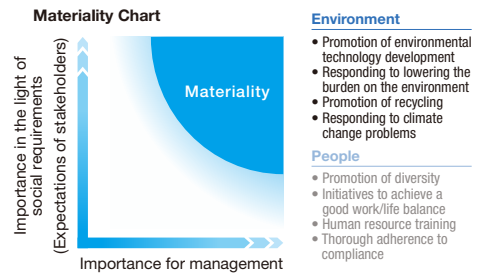 Materiality Chart
Importance in the light of
social requirements
(Expectations of stakeholders)
Materiality
Importance for management
Environment
• Promotion of environmental
technology development
• Responding to lowering the
burden on the environment
• Promotion of recycling
• Responding to climate
change problems
People
• Promotion of diversity
• Initiatives to achieve a
good work/life balance
• Human resource training
• Thorough adherence to
compliance